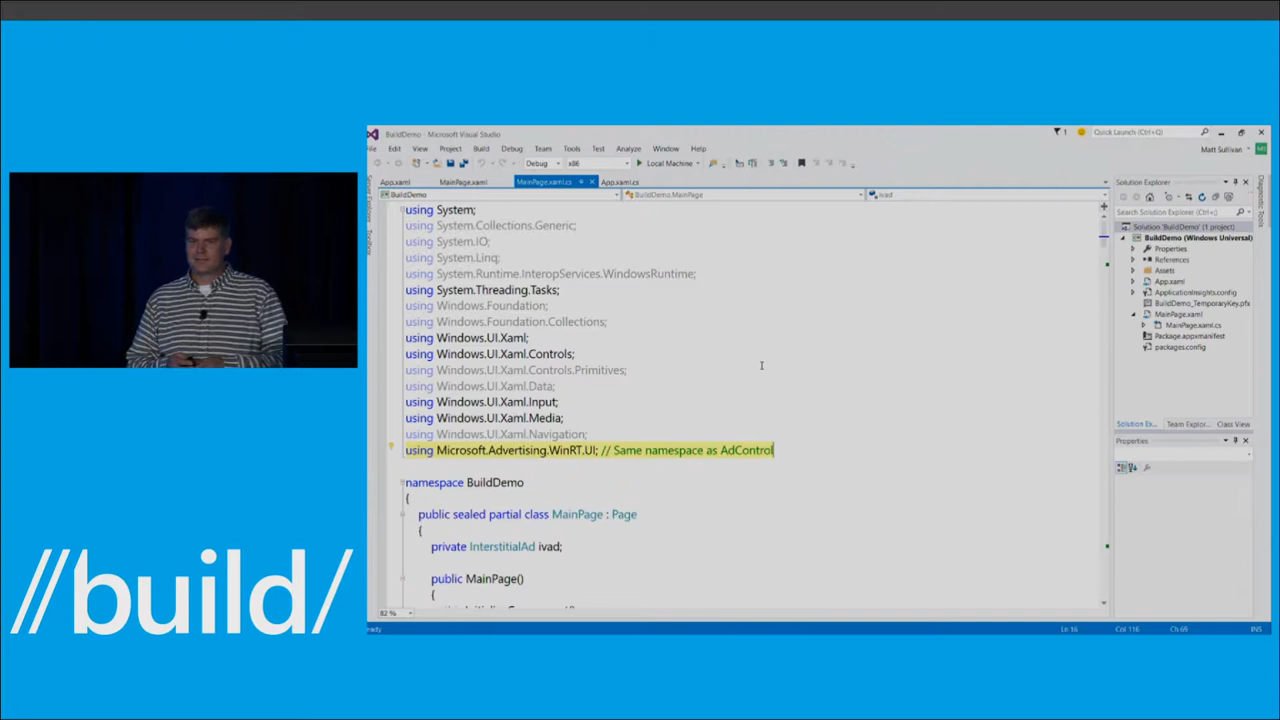 BuildDemo - Microsoft Visual Studio
1
Quick Launch (Ctrl+Q)
File Edit View Project Build Debug Team Tools Test Analyze Window Help
Matt Sullivan
Debug x86 Local Machine
App.xaml MainPage.xaml MainPage.xaml.cs App.xaml.cs
BuildDemo BuildDemo.MainPage ivad
Server Explorer
Toolbox
using System;
using System.Collections.Generic;
using System.IO;
using System.Linq;
using System.Runtime.InteropServices.WindowsRuntime;
using System.Threading.Tasks;
using Windows.Foundation;
using Windows.Foundation.Collections;
using Windows.UI.Xaml;
using Windows.UI.Xaml.Controls;
using Windows.UI.Xaml.Controls.Primitives;
using Windows.UI.Xaml.Data;
using Windows.UI.Xaml.Input;
using Windows.UI.Xaml.Media;
using Windows.UI.Xaml.Navigation;
using Microsoft.Advertising.WinRT.UI; // Same namespace as AdControl
namespace BuildDemo
{
public sealed partial class MainPage : Page
{
private InterstitialAd ivad;
public MainPage()
{
82 %
Solution Explorer
Search Solution Explorer (Ctrl+;)
Solution 'BuildDemo' (1 project)
BuildDemo (Windows Universal)
Properties
References
Assets
App.xaml
ApplicationInsights.config
BuildDemo_TemporaryKey.pfx
MainPage.xaml
MainPage.xaml.cs
Package.appxmanifest
packages.config
Solution Ex... Team Explor... Class View
Properties
Diagnostic Tools
Ready Ln 16 Col 116 Ch 69 INS
//build/